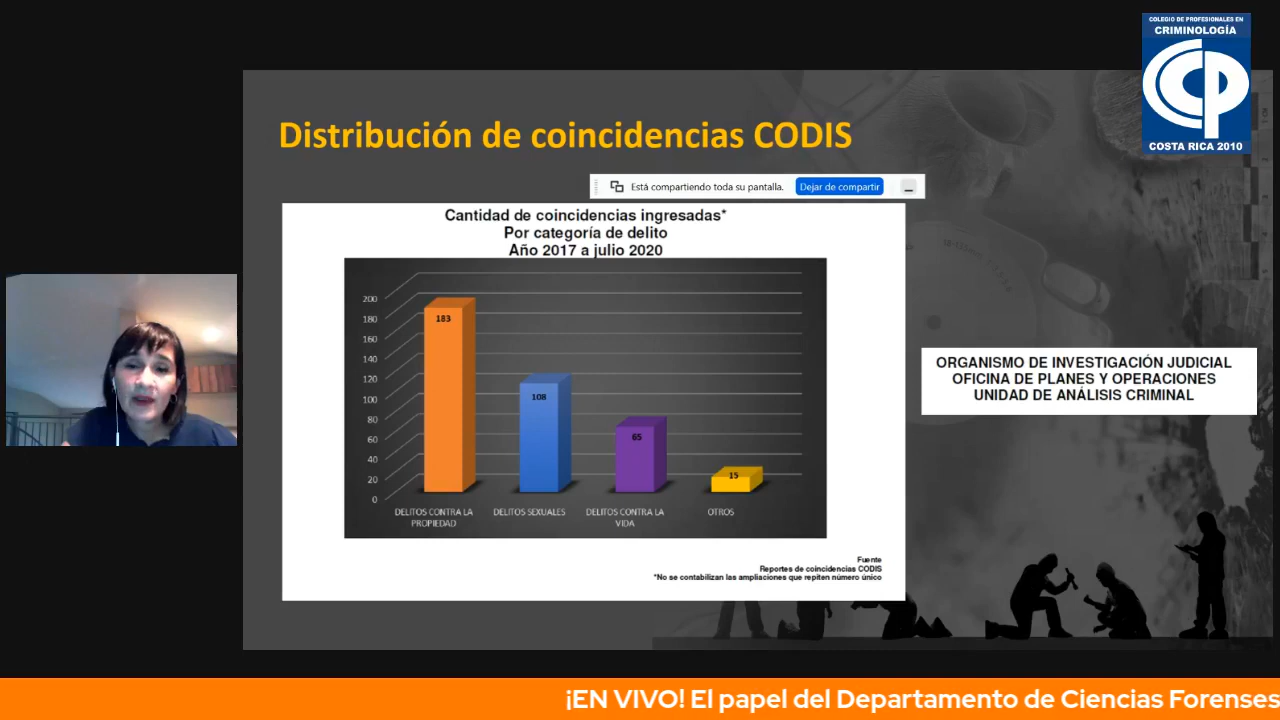 COLEGIO DE PROFESIONALES EN
CRIMINOLOGÍA
COSTA RICA 2010
Distribución de coincidencias CODIS
Está compartiendo toda su pantalla.
Dejar de compartir
Cantidad de coincidencias ingresadas*
Por categoría de delito
Año 2017 a julio 2020
200
180
160
140
120
100
80
60
40
20
0
183
108
65
15
DELITOS CONTRA LA
PROPIEDAD
DELITOS SEXUALES
DELITOS CONTRA LA
VIDA
OTROS
Fuente
Reportes de coincidencias CODIS
*No se contabilizan las ampliaciones que repiten número único
ORGANISMO DE INVESTIGACIÓN JUDICIAL
OFICINA DE PLANES Y OPERACIONES
UNIDAD DE ANÁLISIS CRIMINAL
¡EN VIVO! El papel del Departamento de Ciencias Forenses